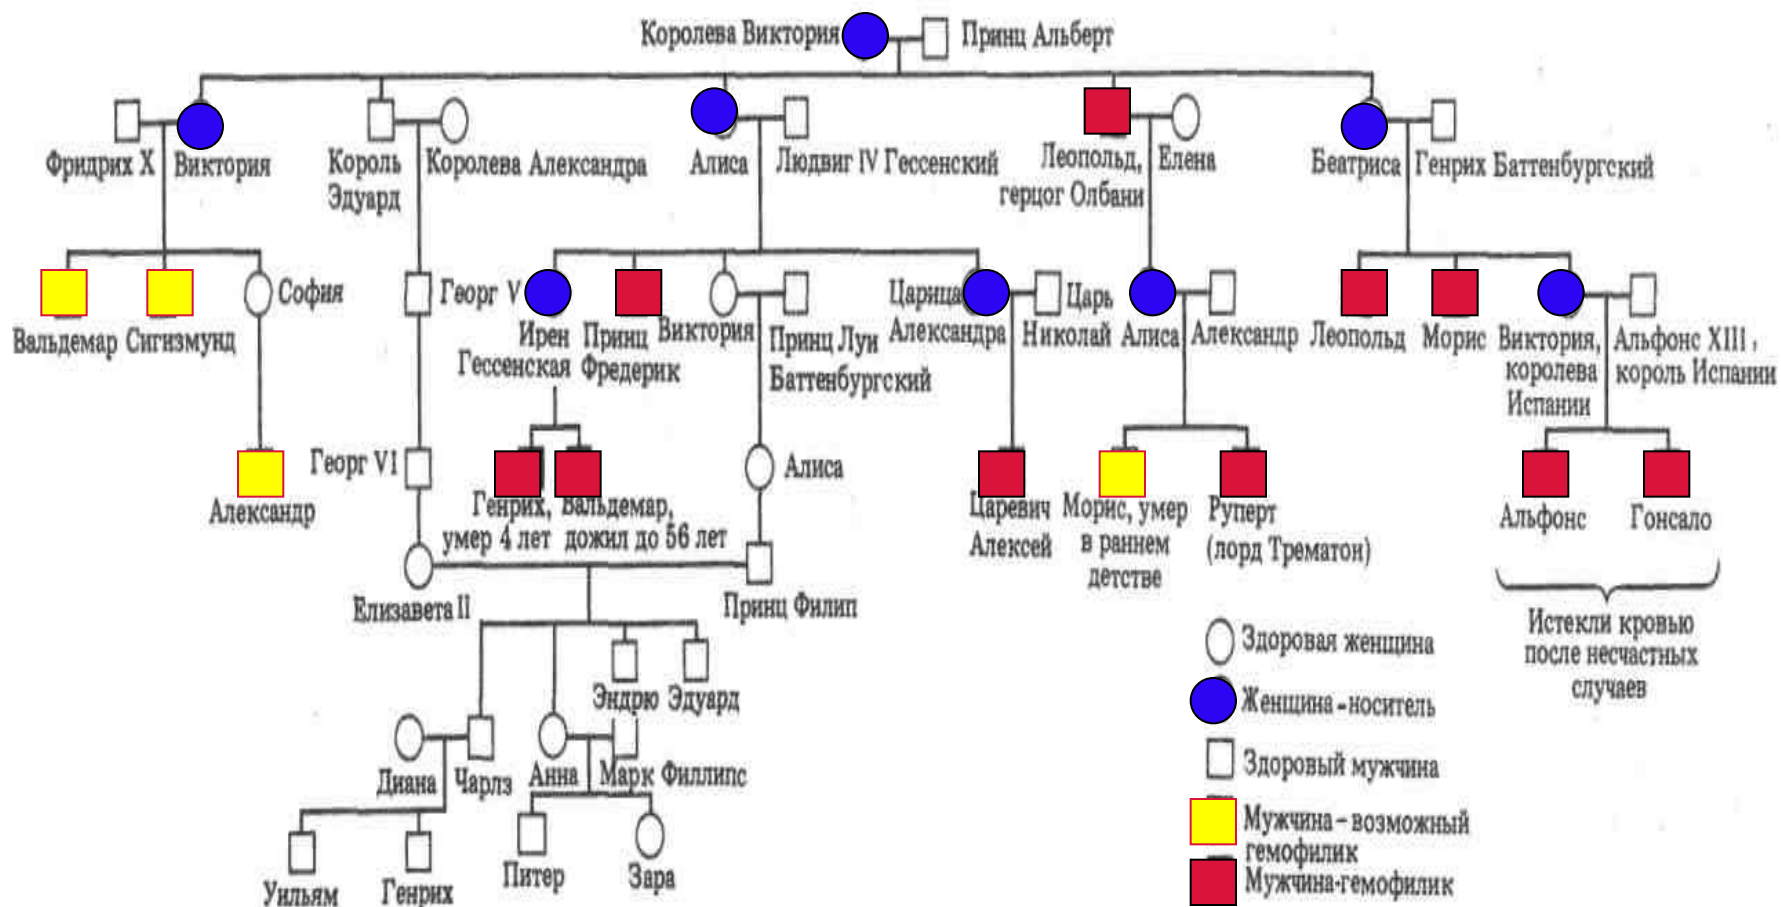 Королева Виктория
Принц Альберт
Фридрих X
Виктория
Король
Эдуард
Королева Александра
Алиса
Людвиг IV Гессенский
Леопольд,
герцог Олбани
Елена
Беатриса
Генрих Баттенбургский
Вальдемар
Сигизмунд
София
Георг V
Ирен
Гессенская
Принц
Фредерик
Виктория
Принц Луи
Баттенбургский
Царица
Александра
Царь
Николай
Алиса
Александр
Леопольд
Морис
Виктория,
королева
Испании
Альфонс XIII,
король Испании
Александр
Георг VI
Генрих,
умер 4 лет
Вальдемар,
дожил до 56 лет
Алиса
Царевич
Алексей
Морис, умер
в раннем
детстве
Руперт
(лорд Трематон)
Альфонс
Гонсало
Истекли кровью
после несчастных
случаев
Елизавета II
Принц Филип
Эндрю
Эдуард
Диана
Чарлз
Анна
Марк Филлипс
Уильям
Генрих
Питер
Зара
Здоровая женщина
Женщина-носитель
Здоровый мужчина
Мужчина-возможный
гемофилик
Мужчина-гемофилик